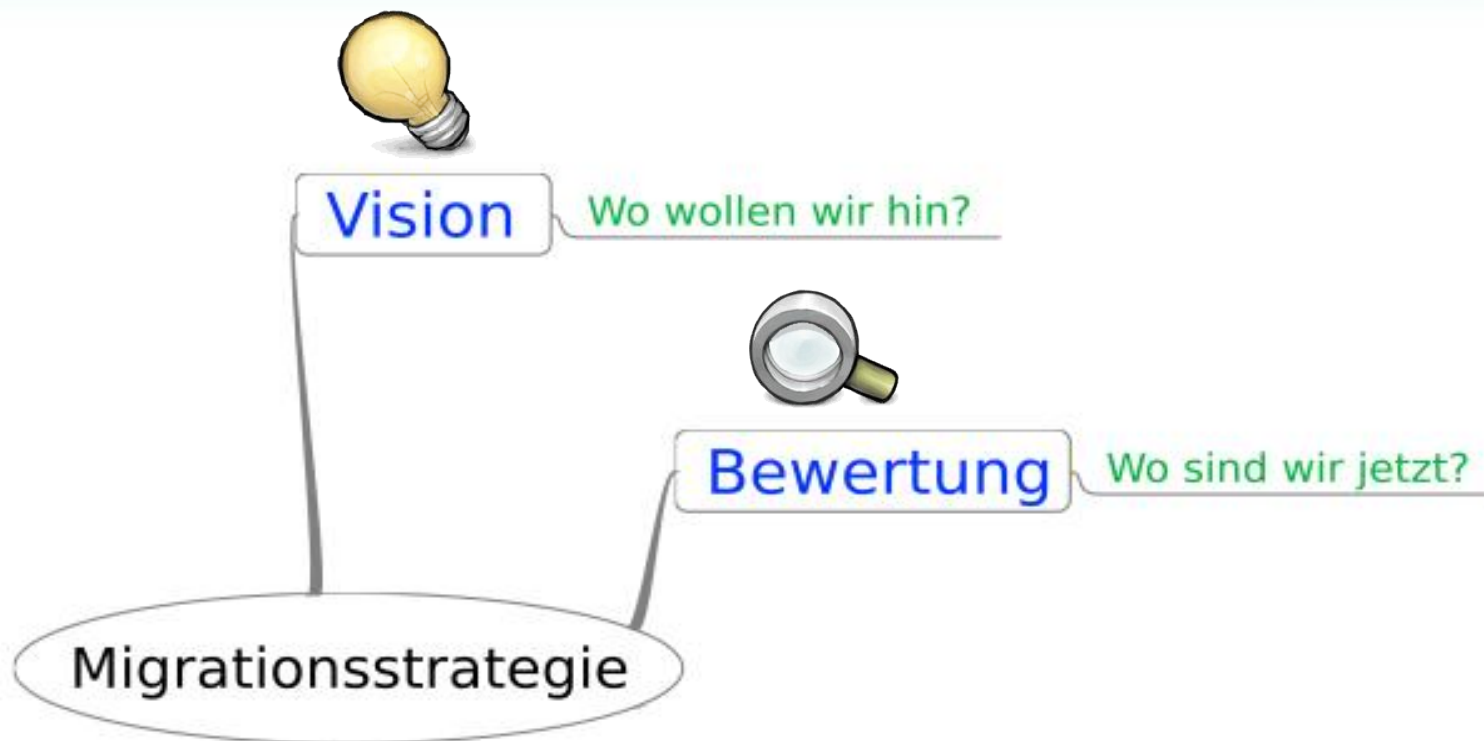 Vision
Wo wollen wir hin?
Bewertung
Wo sind wir jetzt?
Migrationsstrategie